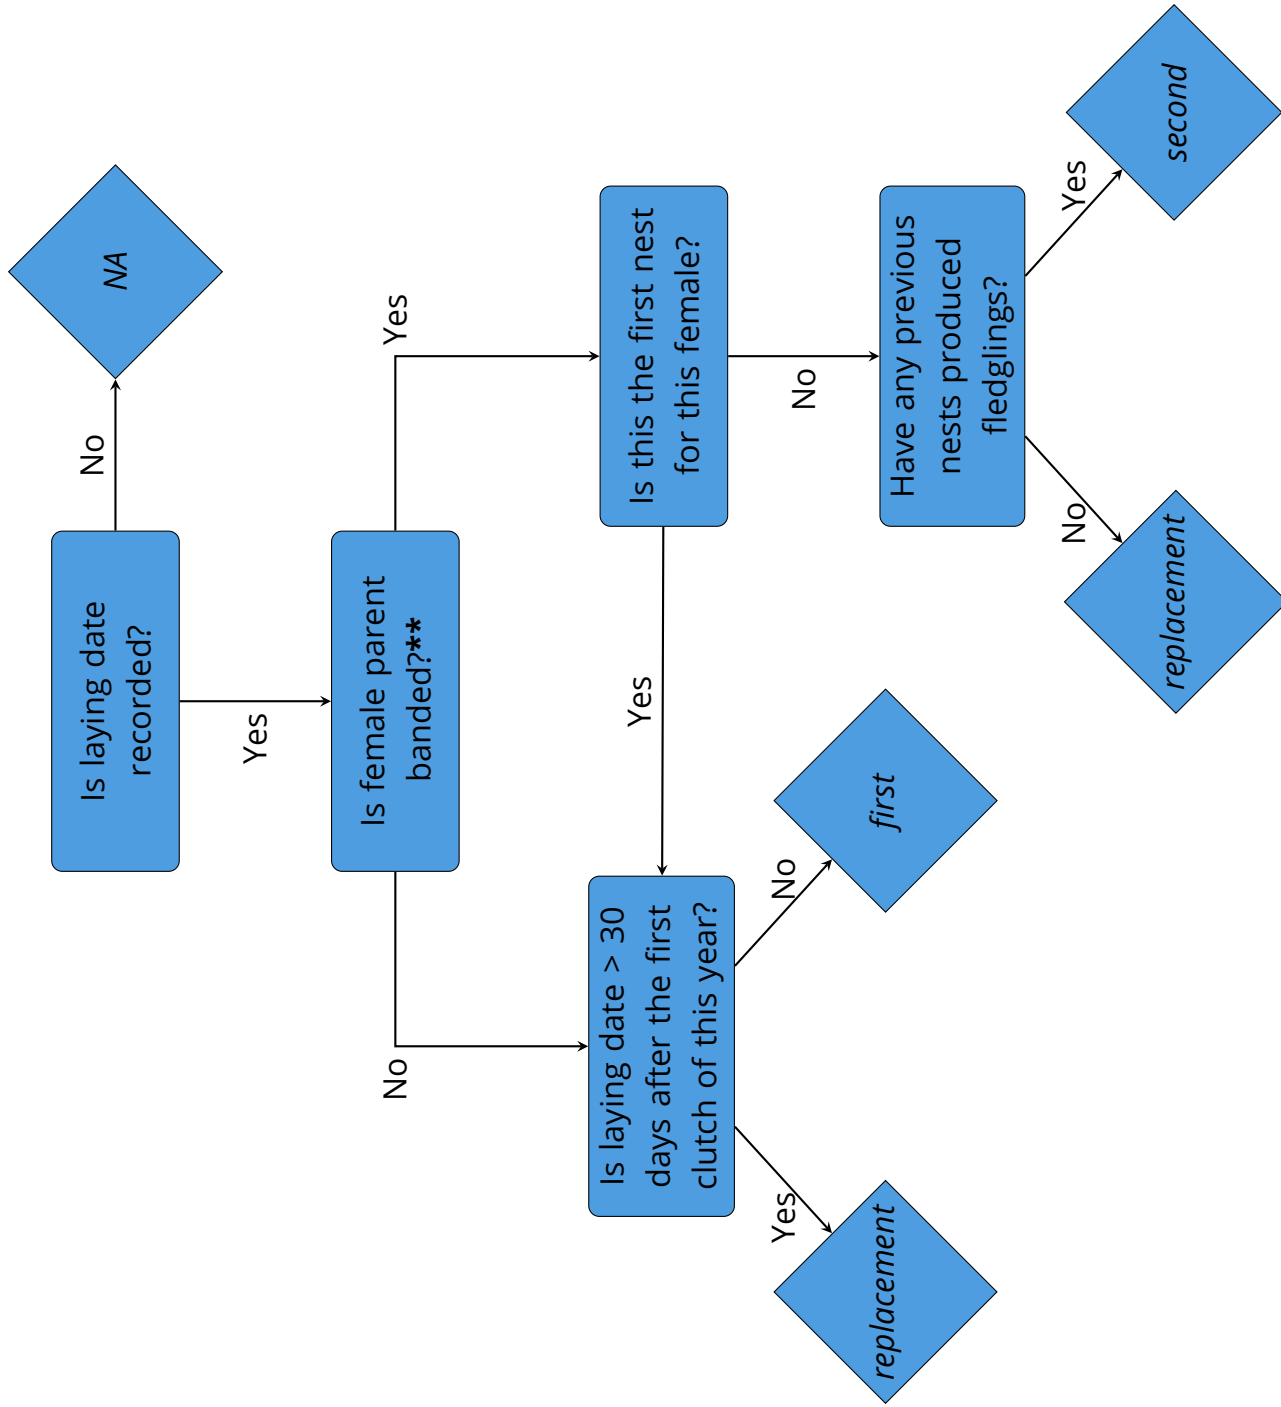 Is laying date
recorded?
No
NA
Yes
Is female parent
banded?**
No
Yes
Is laying date > 30
days after the first
clutch of this year?
Yes
Is this the first nest
for this female?
Yes
replacement
No
first
No
Have any previous
nests produced
fledglings?
No
replacement
Yes
second